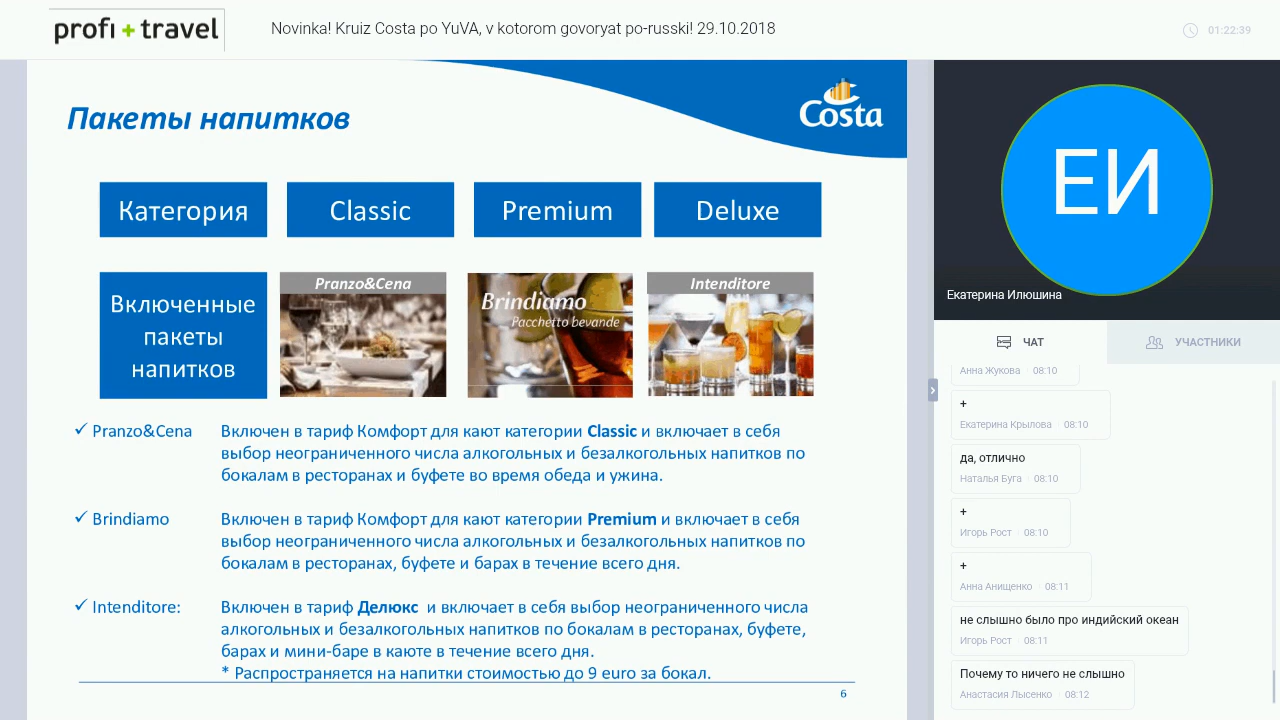 profi + travel
Novinka! Kruiz Costa po YuVA, v kotorom govoryat po-russki! 29.10.2018
01:22:39
Пакеты напитков
Costa
Категория
Classic
Premium
Deluxe
Включенные
пакеты
напитков
Pranzo&Cena
Brindiamo
Pacchetto bevande
Intenditore
✓ Pranzo&Cena Включен в тариф Комфорт для кают категории Classic и включает в себя
выбор неограниченного числа алкогольных и безалкогольных напитков по
бокалам в ресторанах и буфете во время обеда и ужина.
✓ Brindiamo Включен в тариф Комфорт для кают категории Premium и включает в себя
выбор неограниченного числа алкогольных и безалкогольных напитков по
бокалам в ресторанах, буфете и барах в течение всего дня.
✓ Intenditore: Включен в тариф Делюкс и включает в себя выбор неограниченного числа
алкогольных и безалкогольных напитков по бокалам в ресторанах, буфете,
барах и мини-баре в каюте в течение всего дня.
* Распространяется на напитки стоимостью до 9 euro за бокал.
6
ЕИ
Екатерина Илюшина
ЧАТ
УЧАСТНИКИ
Анна Жукова 08:10
+
Екатерина Крылова 08:10
да, отлично
Наталья Буга 08:10
+
Игорь Рост 08:10
+
Анна Анищенко 08:11
не слышно было про индийский океан
Игорь Рост 08:11
Почему то ничего не слышно
Анастасия Лысенко 08:12